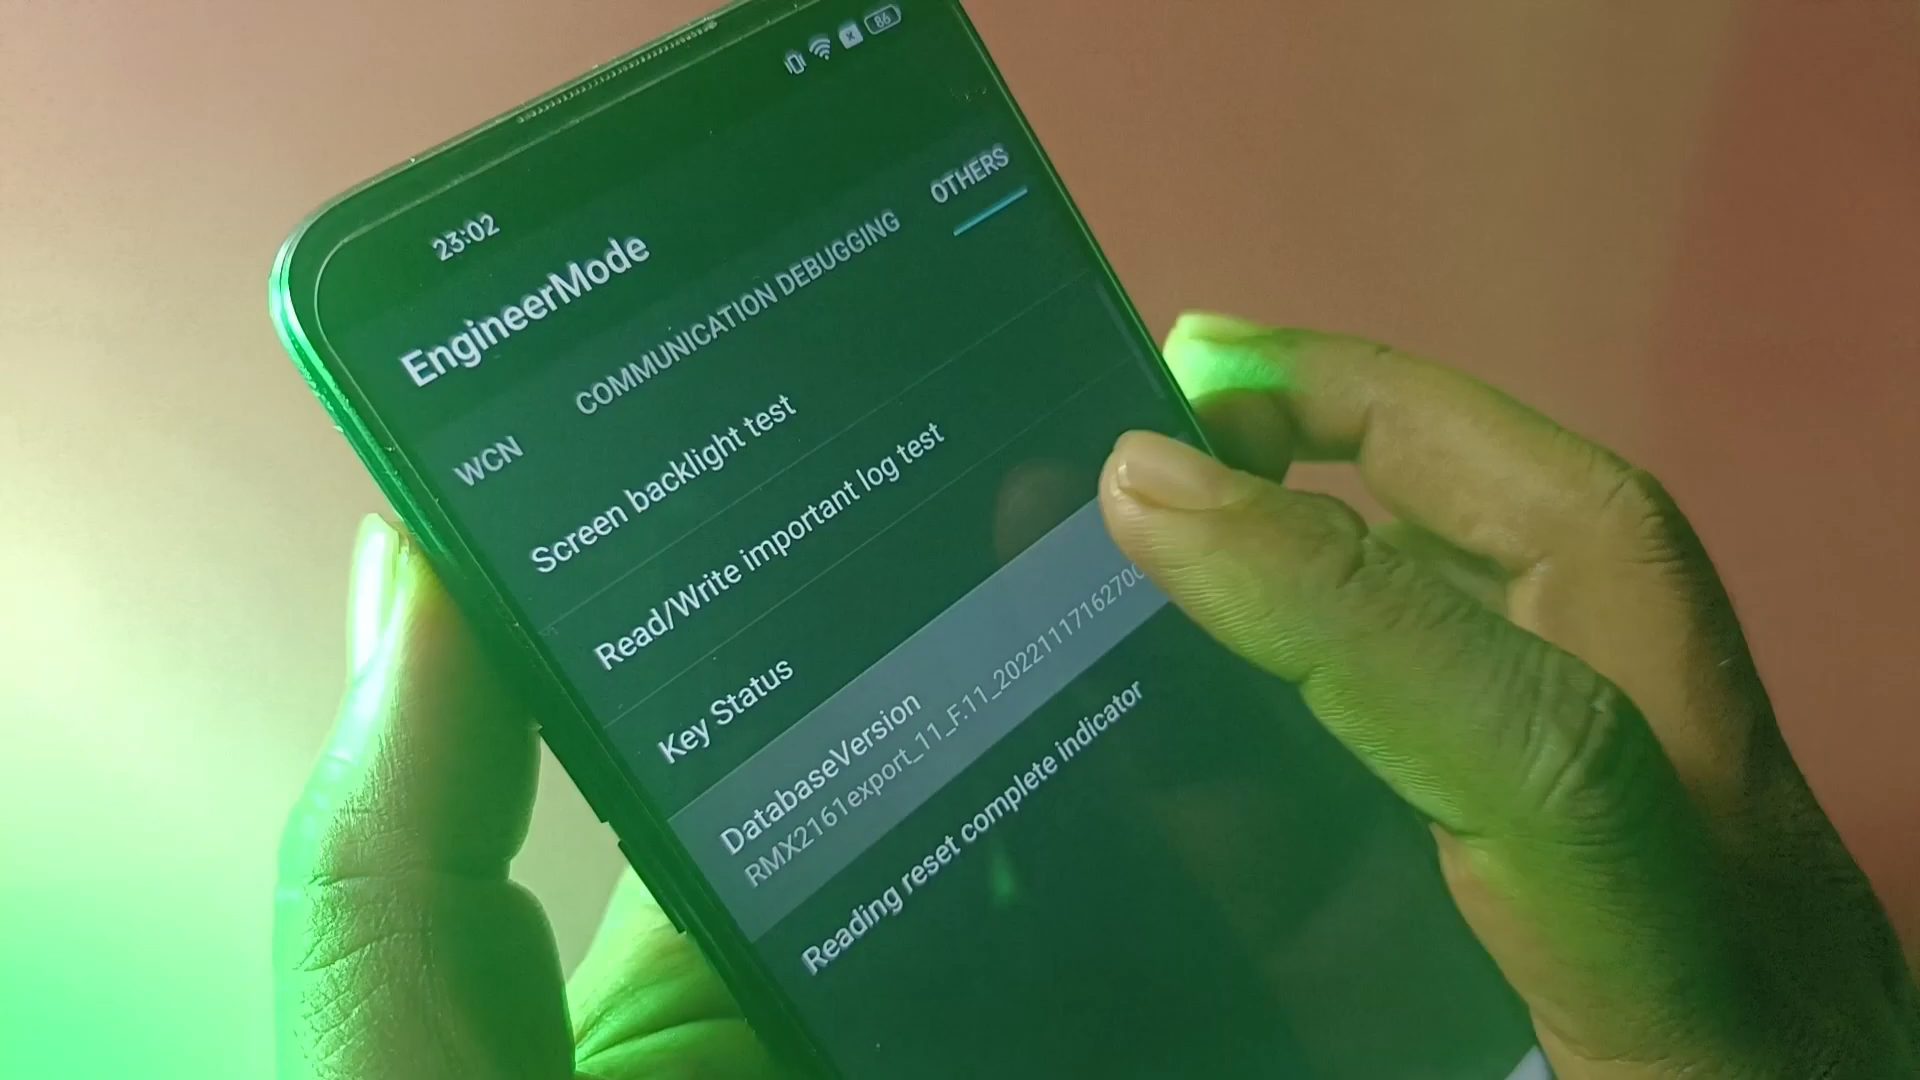 86
23:02
EngineerMode
WCN COMMUNICATION DEBUGGING OTHERS
Screen backlight test
Read/Write important log test
Key Status
DatabaseVersion
RMX2161export_11_F.11_20221117162700
Reading reset complete indicator